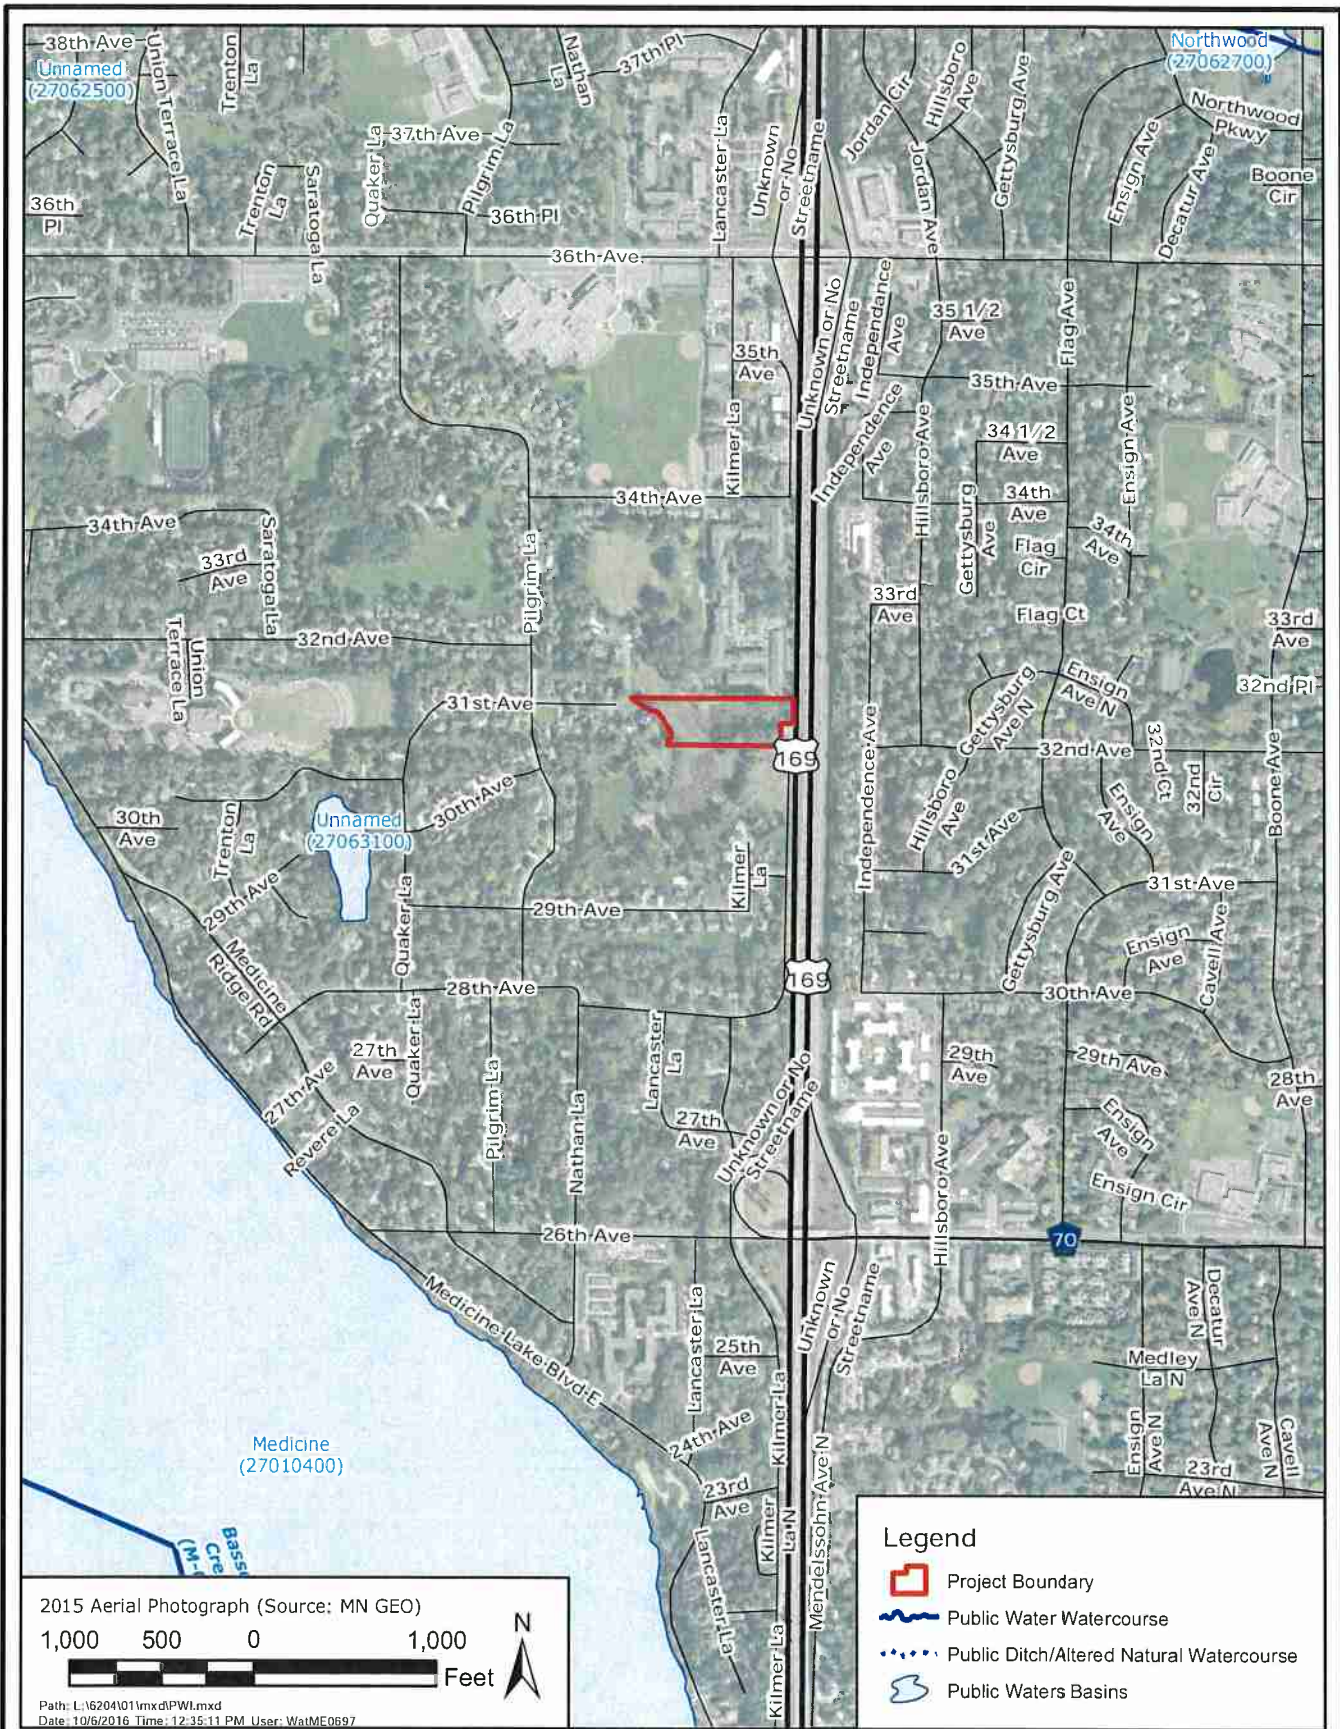 38th Ave
Unnamed
(27062500)
Union Terrace La
Trenton
La
Nathan
La
37th Pl
Northwood
(27062700)
Jordan Cir
Hillsboro
Ave
Gettysburg Ave
Northwood
Pkwy
37th Ave
Quaker La
Pilgrim La
Lancaster La
Unknown
or No
Streetname
Jordan Ave
Ensign Ave
Decatur Ave
Boone
Cir
36th
Pl
Trenton
La
Saratoga La
36th Pl
36th Ave
Unknown or No
Streetname
Independance
Ave
35 1/2
Ave
Flag Ave
35th
Ave
35th Ave
Kilmer La
Independence
Ave
Hillsboro Ave
34 1/2
Ave
Ensign Ave
34th Ave
34th Ave
Saratoga La
33rd
Ave
Pilgrim La
Gettysburg
Ave
34th
Ave
Flag
Cir
34th
Ave
33rd
Ave
Flag Ct
33rd
Ave
32nd Ave
Union
Terrace La
32nd Pl
31st Ave
169
Independence Ave
Gettysburg
Ave N
Ensign
Ave N
32nd Ave
32nd Ct
32nd
Cir
Boone Ave
30th
Ave
Trenton
La
Unnamed
(27063100)
30th Ave
Hillsboro
Ave
31st Ave
Ensign
Ave
29th Ave
Quaker La
29th Ave
Kilmer
La
Gettysburg Ave
31st Ave
Ensign
Ave
Cavell Ave
Medicine
Ridge Rd
28th Ave
169
30th Ave
27th
Ave
Quaker La
Pilgrim La
Nathan La
Lancaster
La
27th
Ave
Unknown or No
Streetname
29th
Ave
29th Ave
28th
Ave
27th Ave
Revere La
Ensign
Ave
Ensign Cir
Hillsboro Ave
26th Ave
70
Medicine Lake Blvd E
Lancaster La
25th
Ave
Kilmer La
Unknown
or No
Streetname
Decatur
Ave N
Medley
La N
24th Ave
Ensign
Ave N
Cavell
Ave N
23rd
Ave N
Medicine
(27010400)
23rd
Ave
Kilmer
La N
Mendelssohn Ave N
Lancaster La
Kilmer La
2015 Aerial Photograph (Source: MN GEO)
1,000 500 0 1,000
Feet
N
Path: L:\6204\01\mxd\PWI.mxd
Date: 10/6/2016 Time: 12:35:11 PM User: WatME0697
Legend
Project Boundary
Public Water Watercourse
Public Ditch/Altered Natural Watercourse
Public Waters Basins